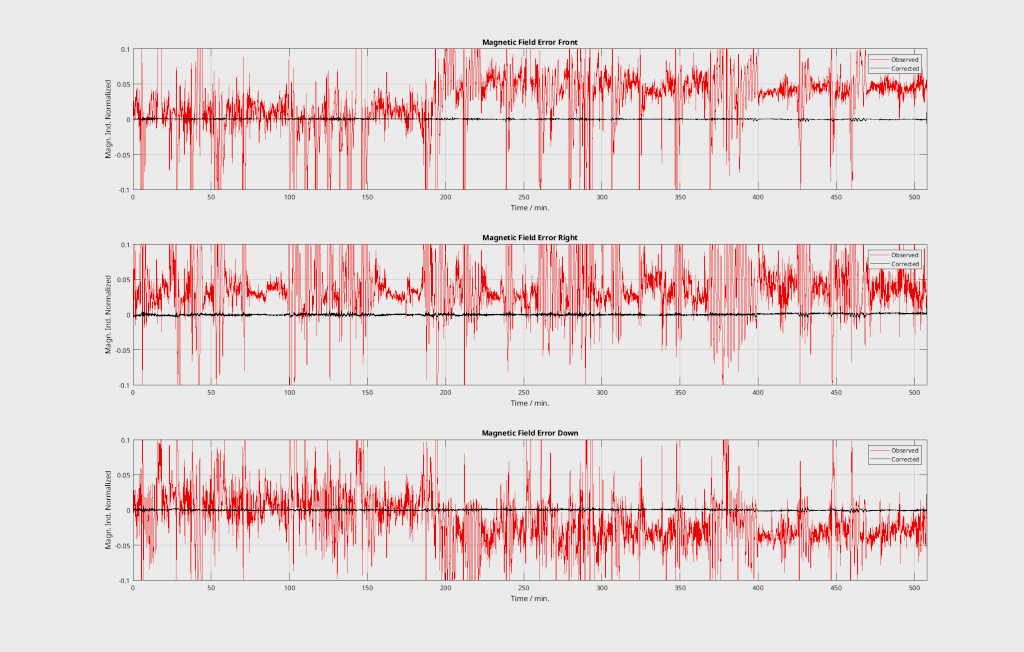 Magnetic Field Error Front
Magn. Ind. Normalized
0.1
0.05
0
-0.05
-0.1
Observed
Corrected
0 50 100 150 200 250 300 350 400 450 500
Time / min.
Magnetic Field Error Right
Magn. Ind. Normalized
0.1
0.05
0
-0.05
-0.1
Observed
Corrected
0 50 100 150 200 250 300 350 400 450 500
Time / min.
Magnetic Field Error Down
Magn. Ind. Normalized
0.1
0.05
0
-0.05
-0.1
Observed
Corrected
0 50 100 150 200 250 300 350 400 450 500
Time / min.